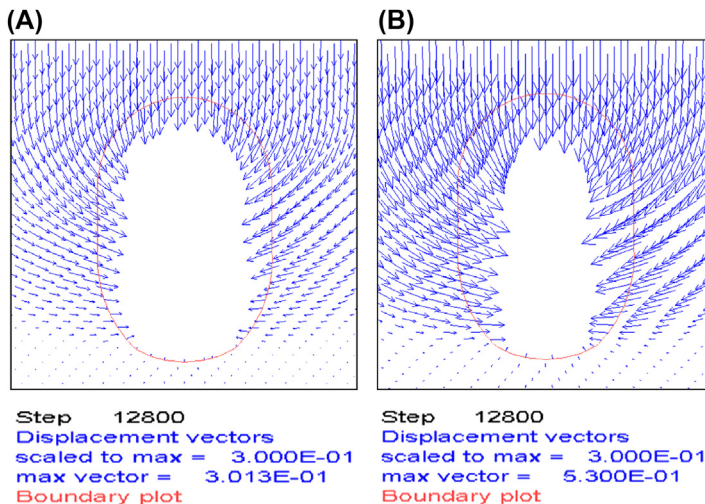 (A)
Step 12800
Displacement vectors
scaled to max = 3.000E-01
max vector = 3.013E-01
Boundary plot
(B)
Step 12800
Displacement vectors
scaled to max = 3.000E-01
max vector = 5.300E-01
Boundary plot